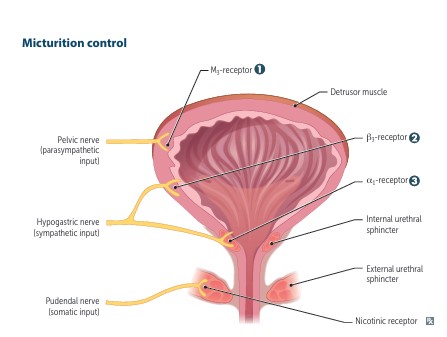 Micturition control
M₃-receptor 1
Detrusor muscle
Pelvic nerve
(parasympathetic
input)
β₃-receptor 2
α₁-receptor 3
Hypogastric nerve
(sympathetic input)
Internal urethral
sphincter
External urethral
sphincter
Pudendal nerve
(somatic input)
Nicotinic receptor